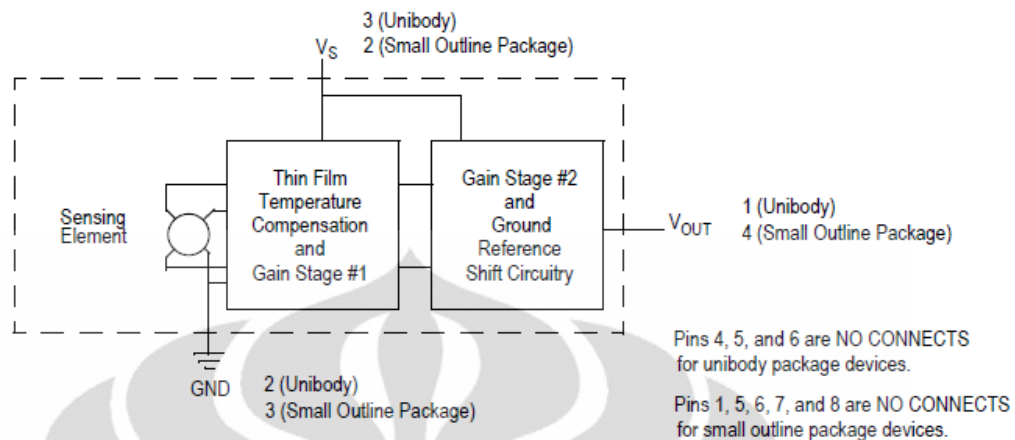 3 (Unibody)
2 (Small Outline Package)
VS
Thin Film
Temperature
Compensation
and
Gain Stage #1
Gain Stage #2
and
Ground
Reference
Shift Circuitry
Sensing
Element
VOUT
1 (Unibody)
4 (Small Outline Package)
GND
2 (Unibody)
3 (Small Outline Package)
Pins 4, 5, and 6 are NO CONNECTS
for unibody package devices.
Pins 1, 5, 6, 7, and 8 are NO CONNECTS
for small outline package devices.